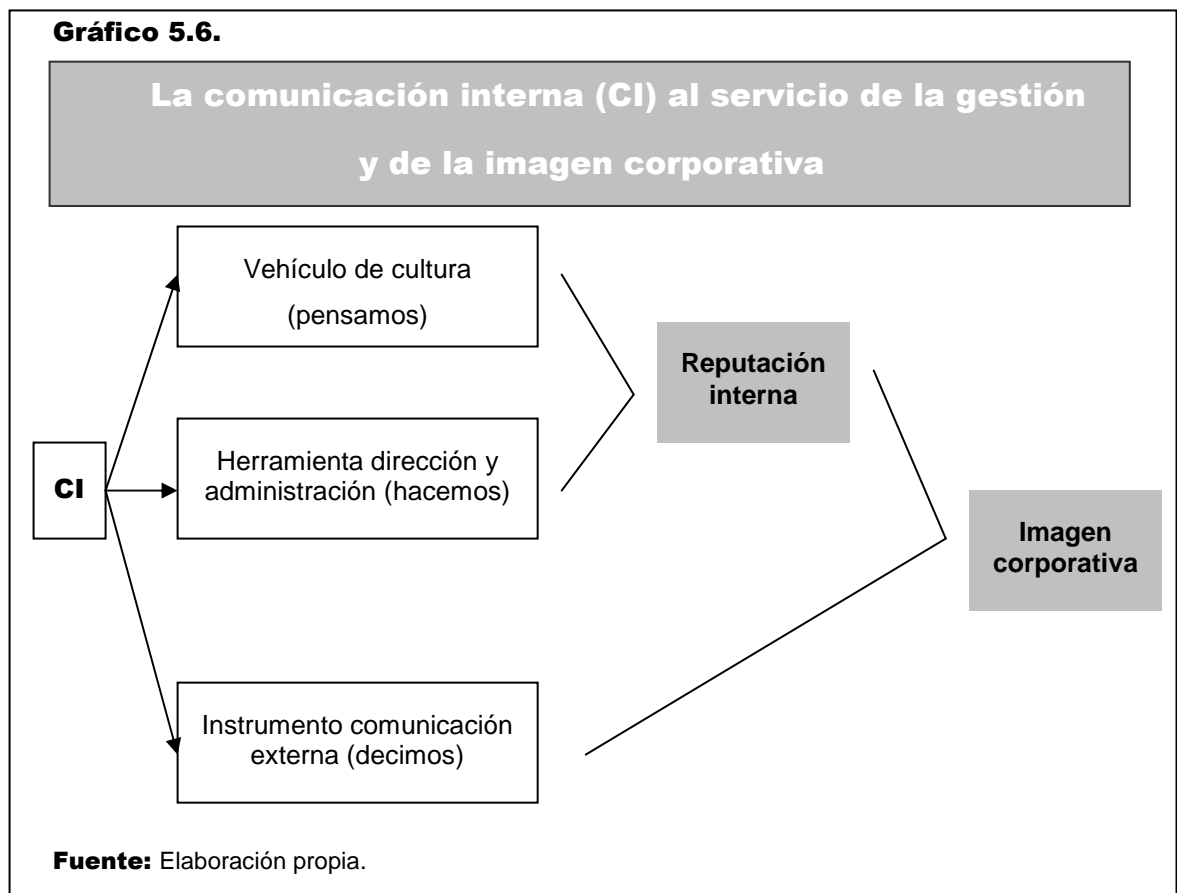 Gráfico 5.6.
La comunicación interna (CI) al servicio de la gestión
y de la imagen corporativa
Vehículo de cultura
(pensamos)
Reputación
interna
CI
Herramienta dirección y
administración (hacemos)
Imagen
corporativa
Instrumento comunicación
externa (decimos)
Fuente: Elaboración propia.